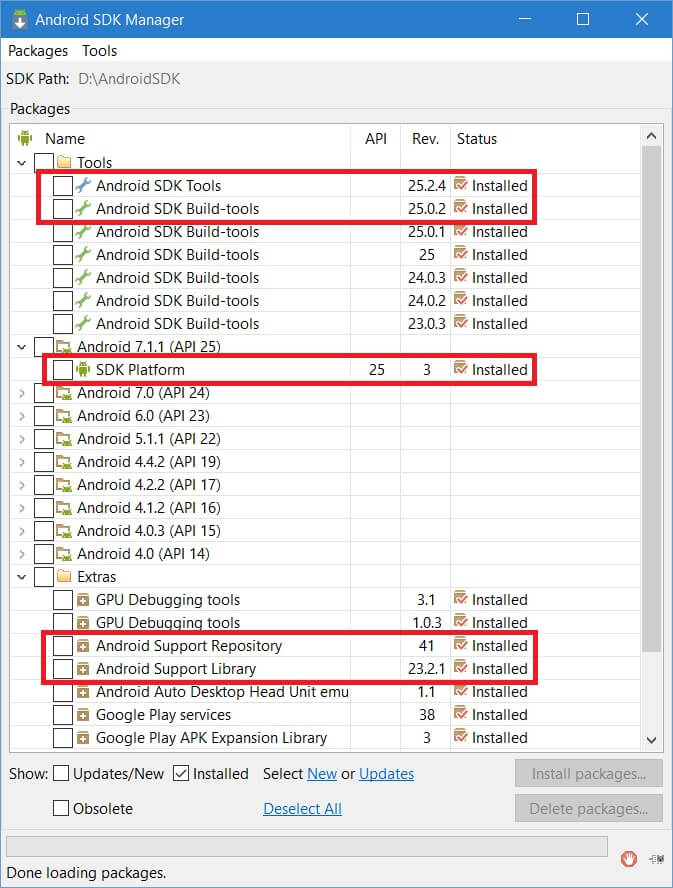 Android SDK Manager
Packages Tools
SDK Path: D:\AndroidSDK
Packages
Name API Rev. Status
Tools
Android SDK Tools 25.2.4 Installed
Android SDK Build-tools 25.0.2 Installed
Android SDK Build-tools 25.0.1 Installed
Android SDK Build-tools 25 Installed
Android SDK Build-tools 24.0.3 Installed
Android SDK Build-tools 24.0.2 Installed
Android SDK Build-tools 23.0.3 Installed
Android 7.1.1 (API 25)
SDK Platform 25 3 Installed
Android 7.0 (API 24)
Android 6.0 (API 23)
Android 5.1.1 (API 22)
Android 4.4.2 (API 19)
Android 4.2.2 (API 17)
Android 4.1.2 (API 16)
Android 4.0.3 (API 15)
Android 4.0 (API 14)
Extras
GPU Debugging tools 3.1 Installed
GPU Debugging tools 1.0.3 Installed
Android Support Repository 41 Installed
Android Support Library 23.2.1 Installed
Android Auto Desktop Head Unit emu 1.1 Installed
Google Play services 38 Installed
Google Play APK Expansion Library 3 Installed
Show: Updates/New Installed Select New or Updates Install packages...
Obsolete Deselect All Delete packages...
Done loading packages.